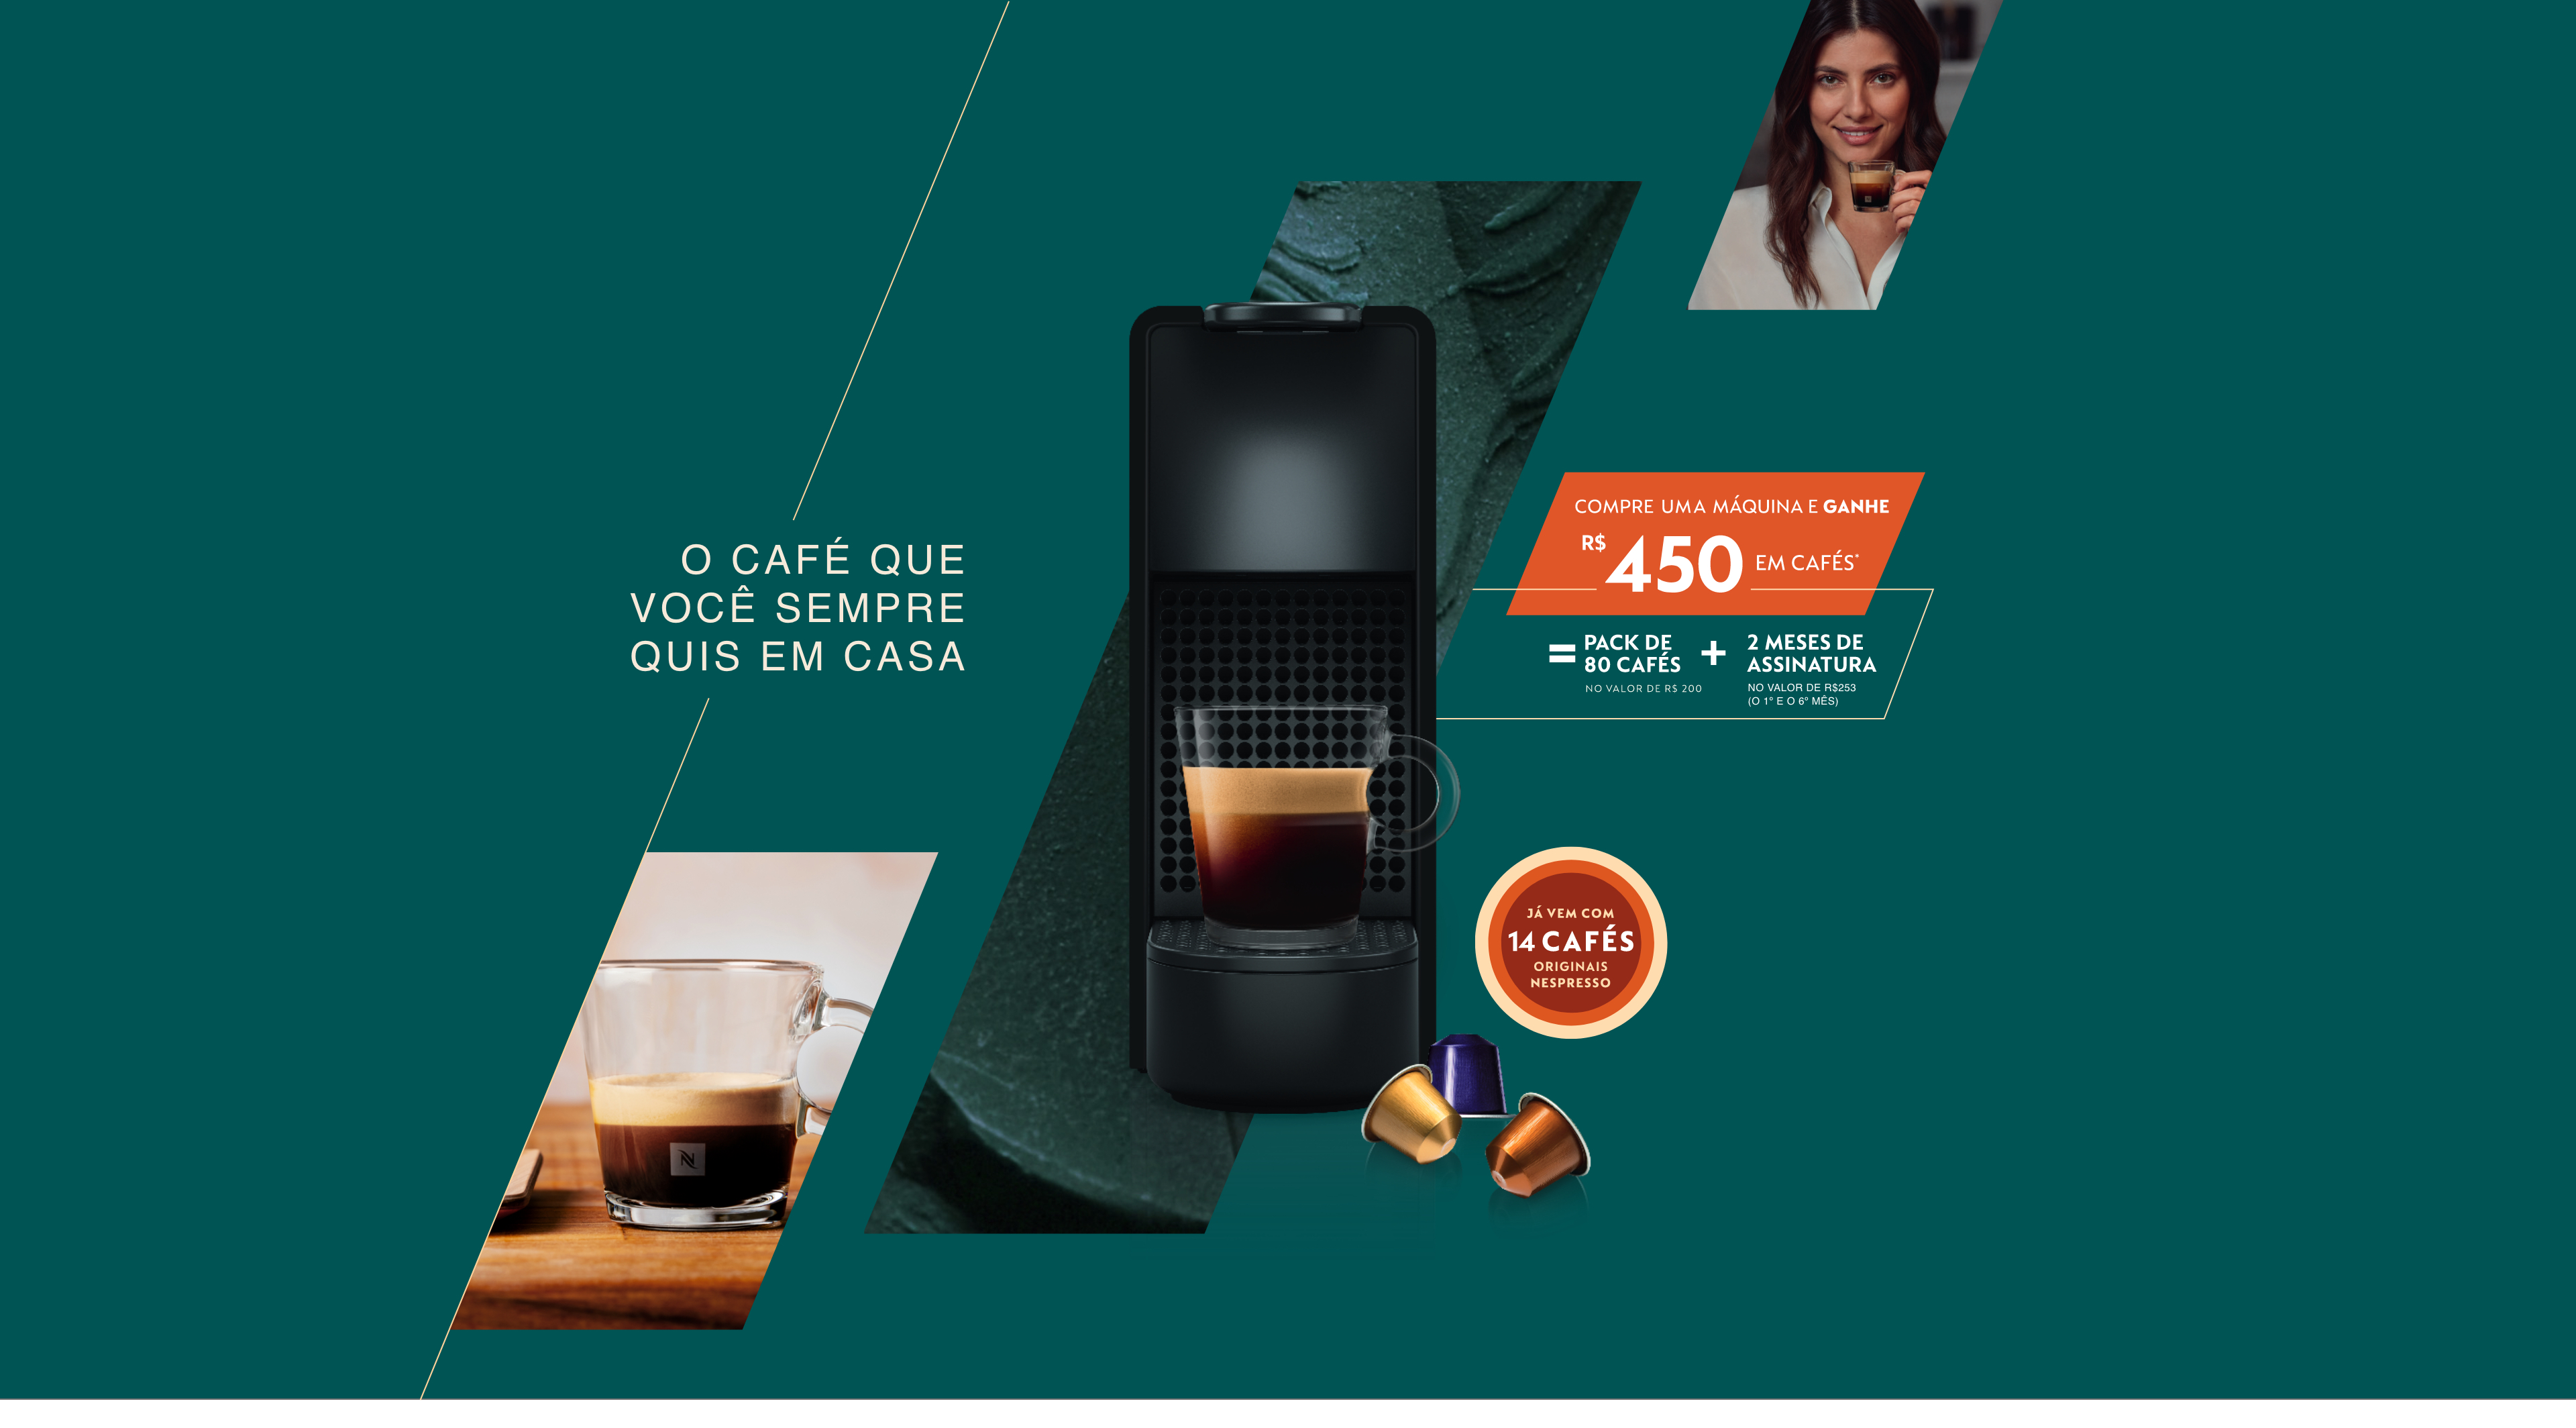 O CAFÉ QUE
VOCÊ SEMPRE
QUIS EM CASA
COMPRE UMA MÁQUINA E GANHE
R$ 450 EM CAFÉS*
= PACK DE
80 CAFÉS
NO VALOR DE R$ 200
+ 2 MESES DE
ASSINATURA
NO VALOR DE R$253
(O 1º E O 6º MÊS)
JÁ VEM COM
14 CAFÉS
ORIGINAIS
NESPRESSO
N